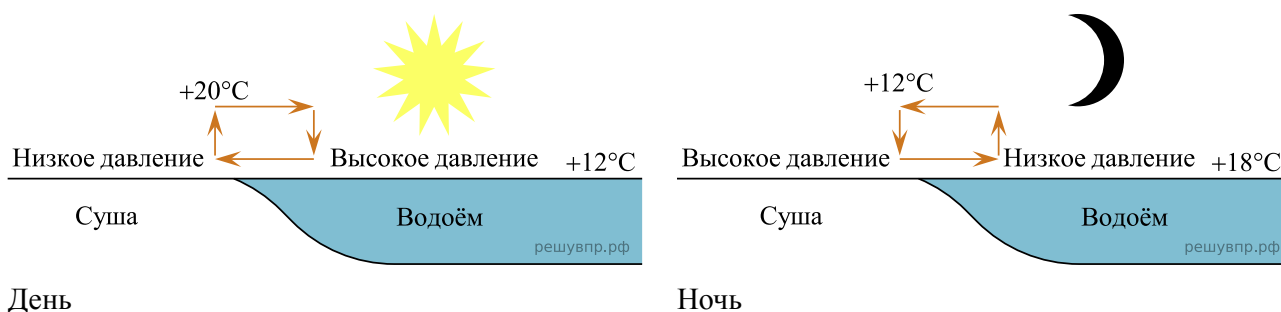 +20°C
Низкое давление
Высокое давление
+12°C
Суша
Водоём
решувпр.рф
День
+12°C
Высокое давление
Низкое давление
+18°C
Суша
Водоём
решувпр.рф
Ночь